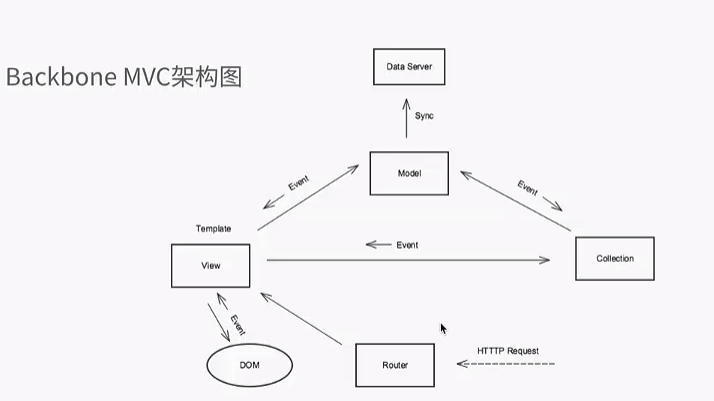 Backbone MVC架构图
Data Server
Sync
Model
Event
Event
Template
View
Event
Collection
Event
DOM
Router
HTTTP Request